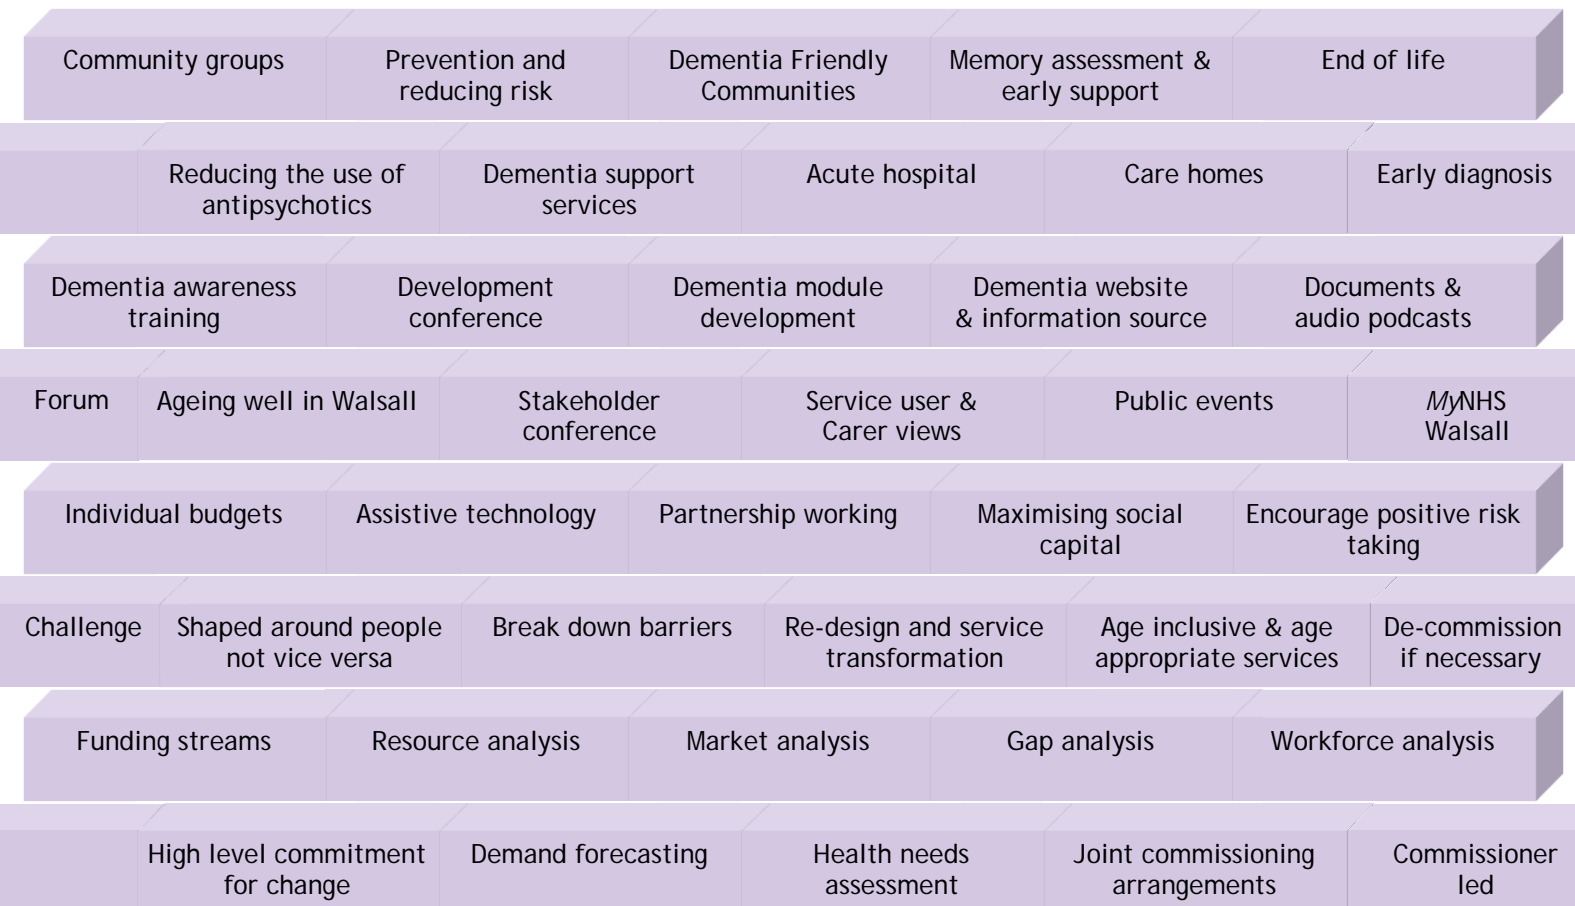 Community groups
Prevention and
reducing risk
Dementia Friendly
Communities
Memory assessment &
early support
End of life
Reducing the use of
antipsychotics
Dementia support
services
Acute hospital
Care homes
Early diagnosis
Dementia awareness
training
Development
conference
Dementia module
development
Dementia website
& information source
Documents &
audio podcasts
Forum
Ageing well in Walsall
Stakeholder
conference
Service user &
Carer views
Public events
MyNHS
Walsall
Individual budgets
Assistive technology
Partnership working
Maximising social
capital
Encourage positive risk
taking
Challenge
Shaped around people
not vice versa
Break down barriers
Re-design and service
transformation
Age inclusive & age
appropriate services
De-commission
if necessary
Funding streams
Resource analysis
Market analysis
Gap analysis
Workforce analysis
High level commitment
for change
Demand forecasting
Health needs
assessment
Joint commissioning
arrangements
Commissioner
led